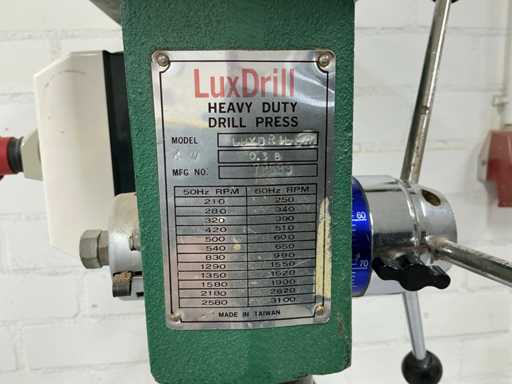 LuxDrill
HEAVY DUTY
DRILL PRESS
MODEL
MFG NO.
50Hz RPM 60Hz RPM
210 250
280 340
320 390
420 510
500 600
540 650
830 990
1290 1550
1350 1620
1580 1900
2180 2620
2580 3100
MADE IN TAIWAN
60
70